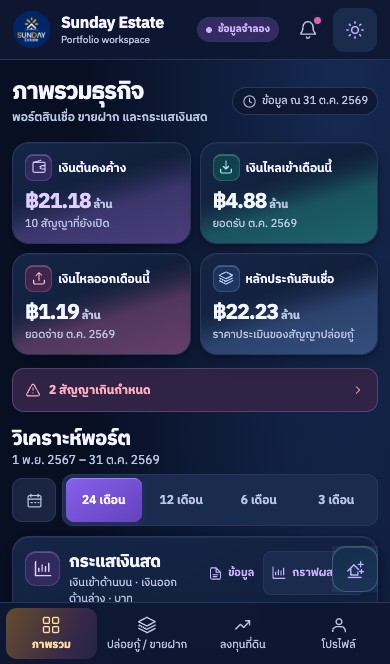 SUNDAY
Estate
Sunday Estate
Portfolio workspace
ข้อมูลจำลอง
ภาพรวมธุรกิจ
พอร์ตสินเชื่อ ขายฝาก และกระแสเงินสด
ข้อมูล ณ 31 ต.ค. 2569
เงินต้นคงค้าง
฿21.18 ล้าน
10 สัญญาที่ยังเปิด
เงินไหลเข้าเดือนนี้
฿4.88 ล้าน
ยอดรับ ต.ค. 2569
เงินไหลออกเดือนนี้
฿1.19 ล้าน
ยอดจ่าย ต.ค. 2569
หลักประกันสินเชื่อ
฿22.23 ล้าน
ราคาประเมินของสัญญาปล่อยกู้
2 สัญญาเกินกำหนด
วิเคราะห์พอร์ต
1 พ.ย. 2567 – 31 ต.ค. 2569
24 เดือน
12 เดือน
6 เดือน
3 เดือน
กระแสเงินสด
เงินเข้าด้านบน · เงินออก
ด้านล่าง · บาท
ข้อมูล
กราฟผส
ภาพรวม
ปล่อยกู้ / ขายฝาก
ลงทุนที่ดิน
โปรไฟล์